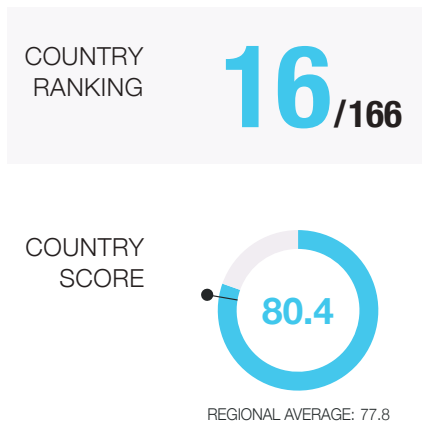 COUNTRY
RANKING
16/166
COUNTRY
SCORE
80.4
REGIONAL AVERAGE: 77.8